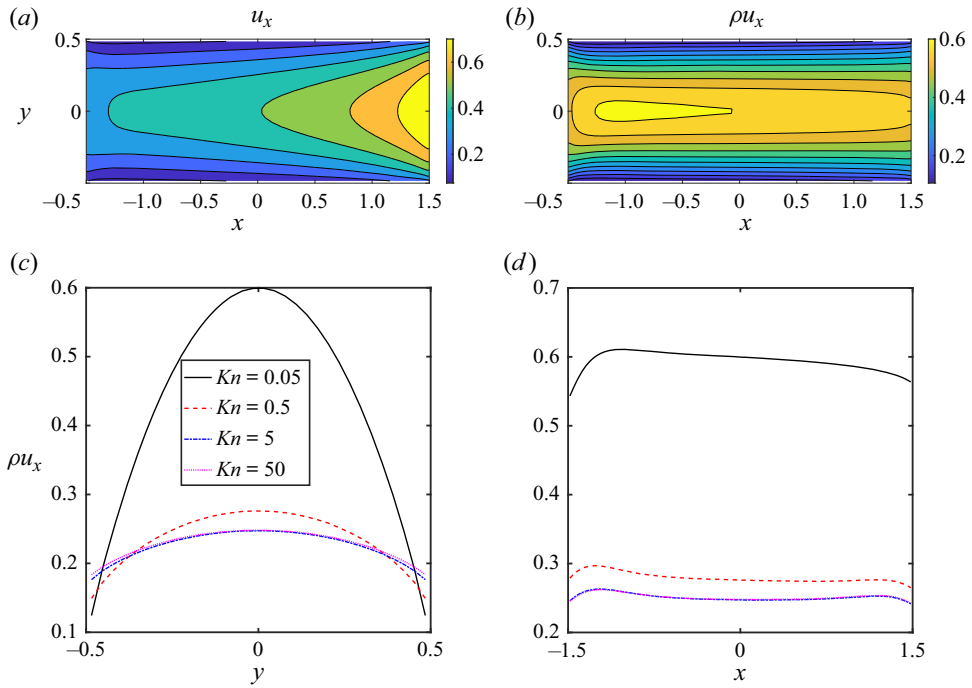 (a) u_x (b) ρu_x
0.5 0.5
y 0 0
0.6
0.4
0.2
0.6
0.4
0.2
−0.5 −1.0 −0.5 0 0.5 1.0 1.5
−0.5 −1.0 −0.5 0 0.5 1.0 1.5
x x
(c) (d)
0.6
0.5
0.4
ρu_x
0.3
0.2
0.1
−0.5 0 0.5
y
Kn = 0.05
Kn = 0.5
Kn = 5
Kn = 50
0.7
0.6
0.5
0.4
0.3
0.2
−1.5 0 1.5
x